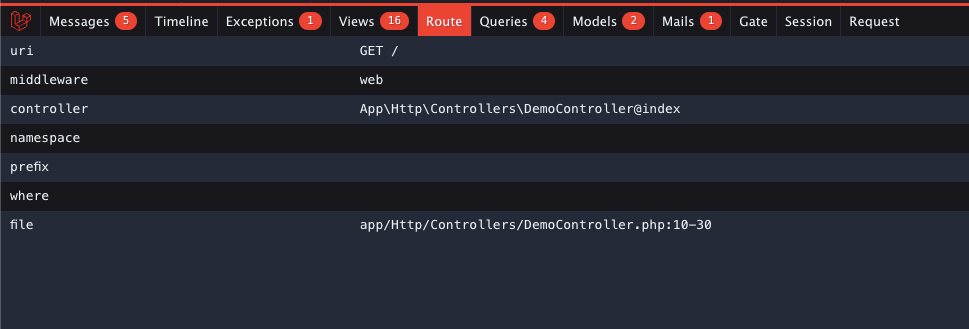 Messages 5 Timeline Exceptions 1 Views 16 Route Queries 4 Models 2 Mails 1 Gate Session Request
uri GET /
middleware web
controller App\Http\Controllers\DemoController@index
namespace
prefix
where
file app/Http/Controllers/DemoController.php:10-30